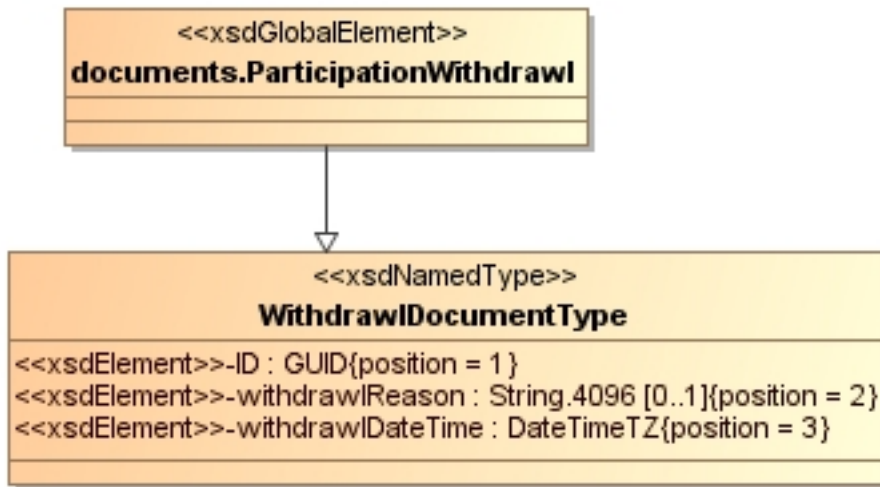 <<xsdGlobalElement>>
documents.ParticipationWithdrawl
<<xsdNamedType>>
WithdrawlDocumentType
<<xsdElement>>-ID : GUID{position = 1}
<<xsdElement>>-withdrawlReason : String.4096 [0..1]{position = 2}
<<xsdElement>>-withdrawlDateTime : DateTimeTZ{position = 3}